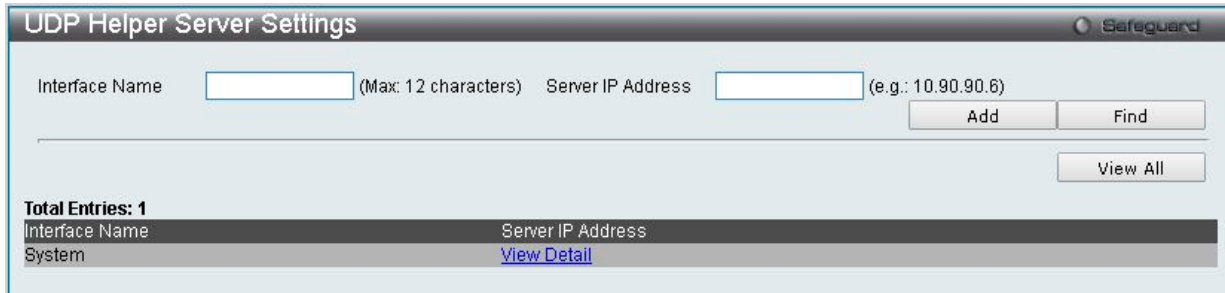 UDP Helper Server Settings
Safeguard
Interface Name (Max: 12 characters) Server IP Address (e.g.: 10.90.90.6)
Add Find
View All
Total Entries: 1
Interface Name Server IP Address
System View Detail